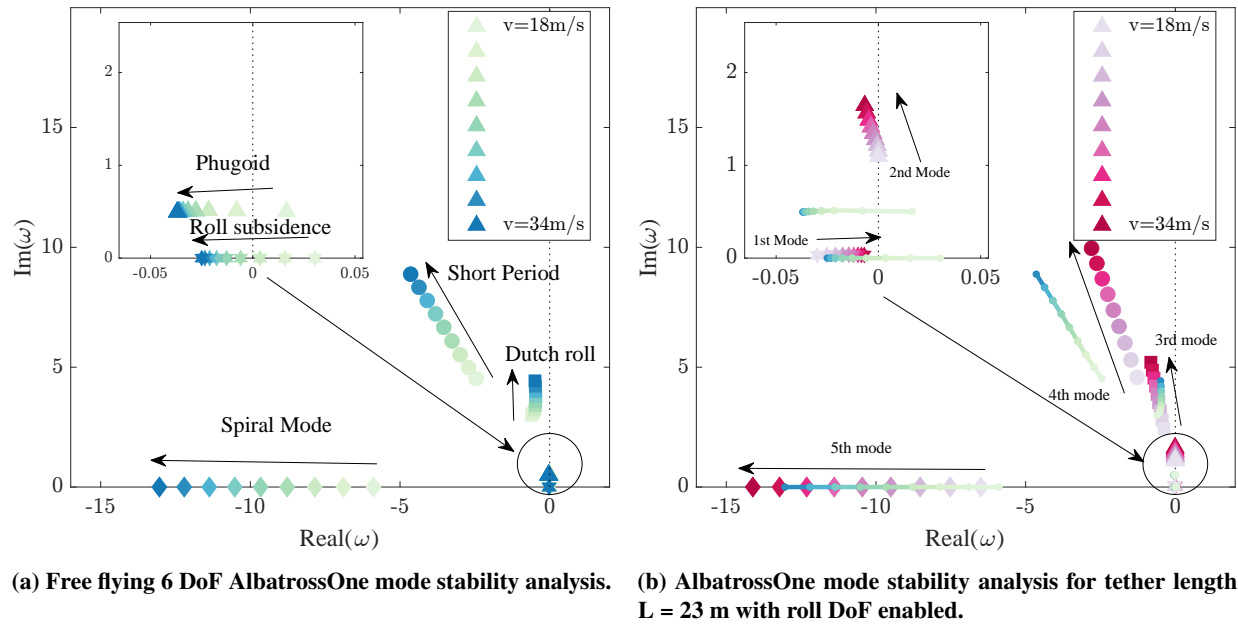 v=18m/s
v=34m/s
Phugoid
Roll subsidence
2
1
0
-0.05
0
0.05
Short Period
Dutch roll
Spiral Mode
Im(ω)
15
10
5
0
-15
-10
-5
0
Real(ω)
(a) Free flying 6 DoF AlbatrossOne mode stability analysis.
v=18m/s
v=34m/s
2nd Mode
1st Mode
2
1
0
-0.05
0
0.05
3rd mode
4th mode
5th mode
Im(ω)
15
10
5
0
-15
-10
-5
0
Real(ω)
(b) AlbatrossOne mode stability analysis for tether length
L = 23 m with roll DoF enabled.